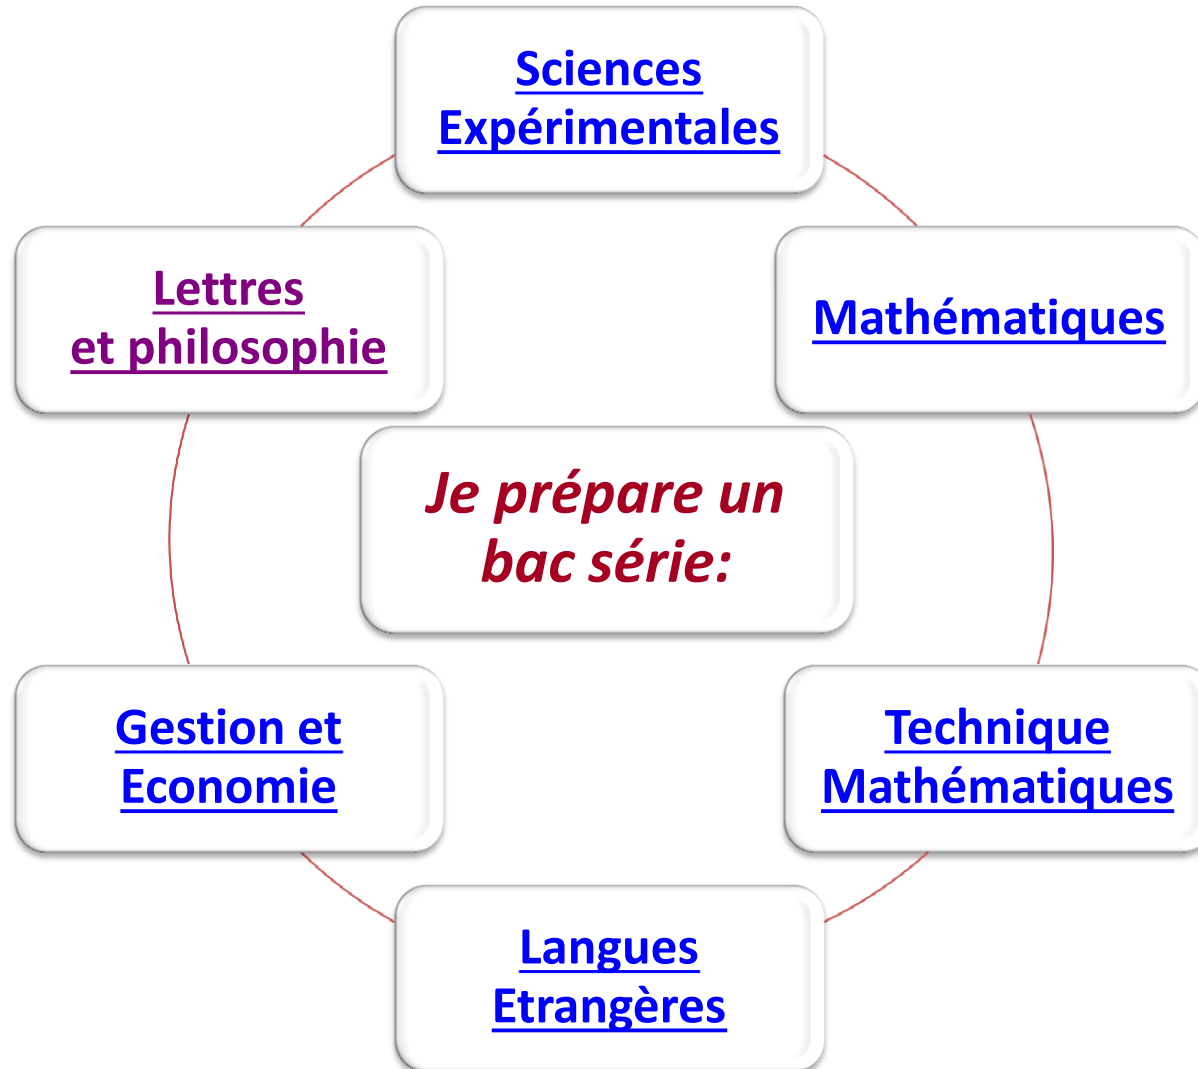 Sciences
Expérimentales
Lettres
et philosophie
Mathématiques
Je prépare un
bac série:
Gestion et
Economie
Technique
Mathématiques
Langues
Etrangères